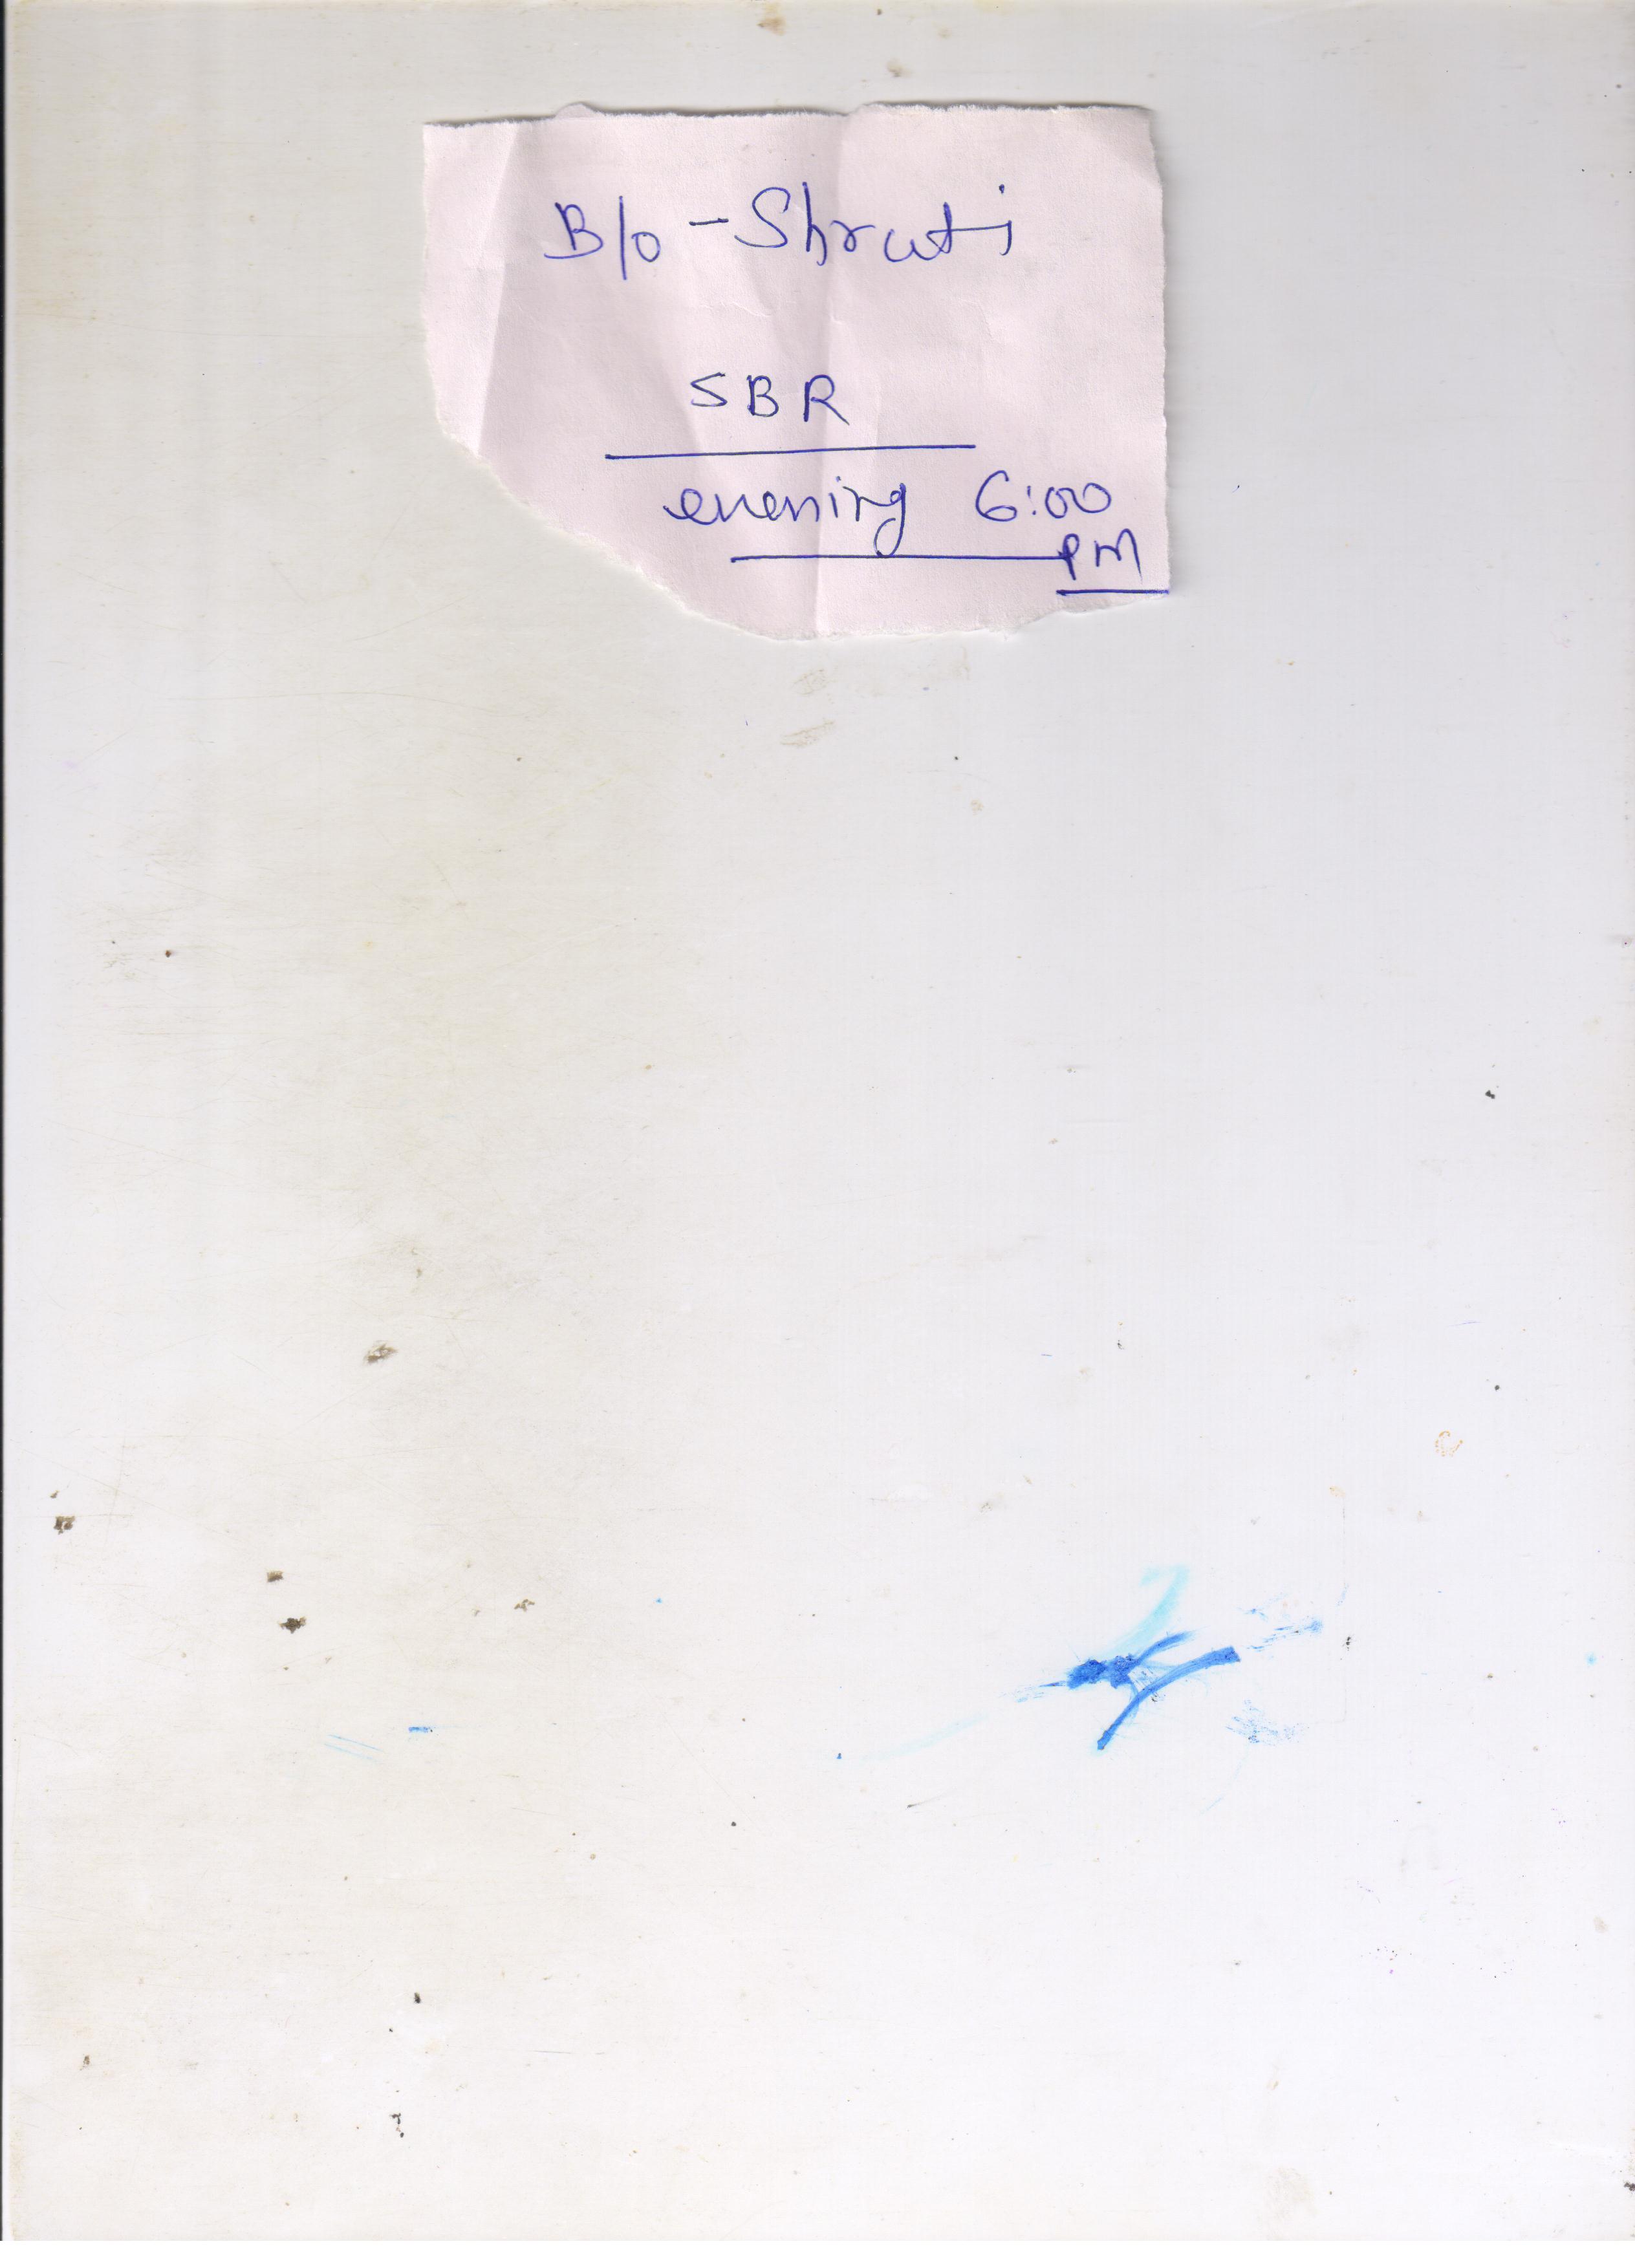 B/o - Shruti
SBR
evening 6:00
PM